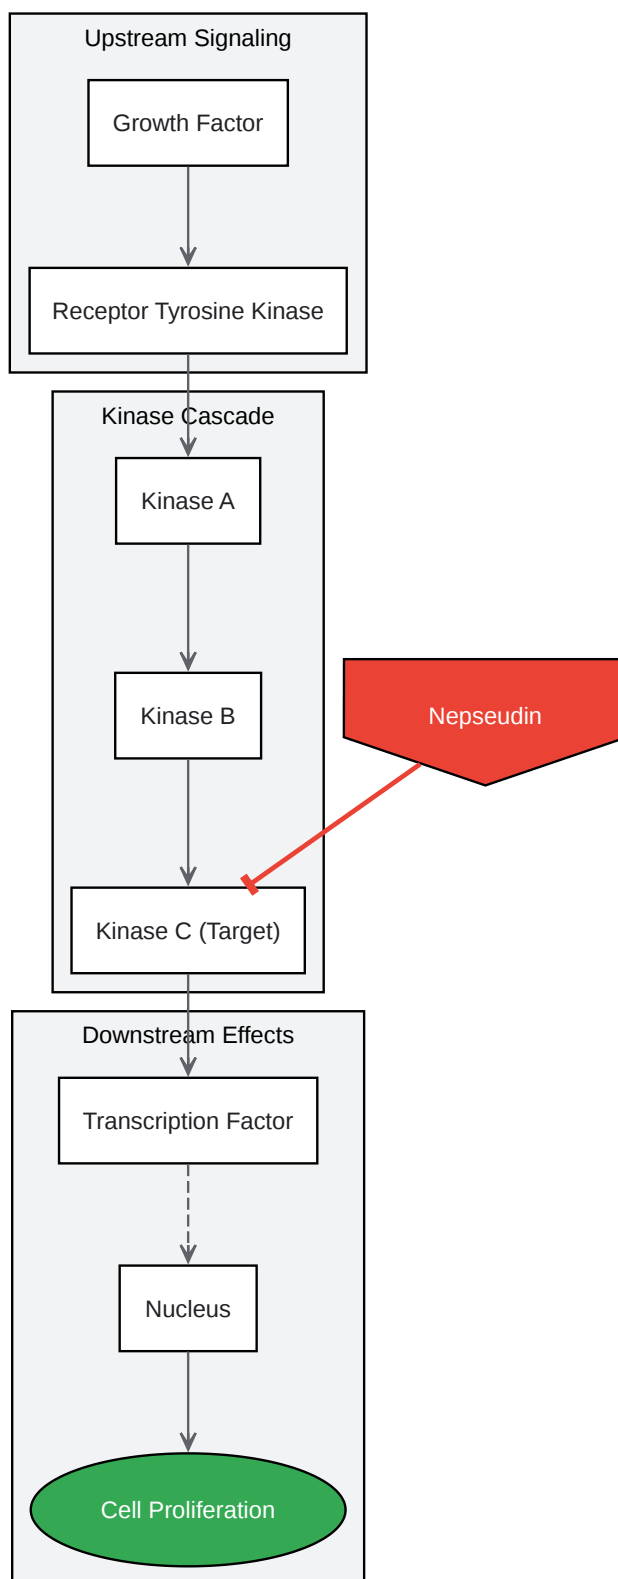 Upstream Signaling
Growth Factor
Receptor Tyrosine Kinase
Kinase Cascade
Kinase A
Kinase B
Nepseudin
Kinase C (Target)
Downstream Effects
Transcription Factor
Nucleus
Cell Proliferation